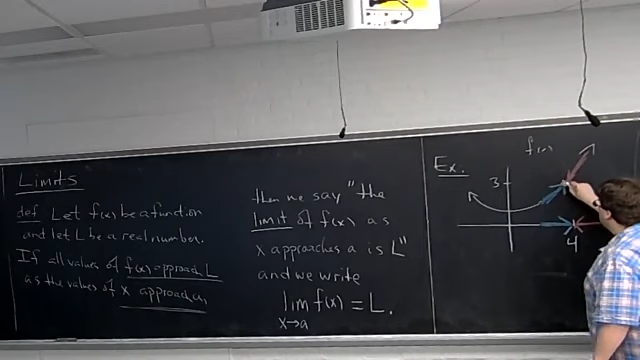 Limits
def. Let f(x) be a function
and let L be a real number.
If all values of f(x) approach L
as the values of x approach a,
then we say "the
limit of f(x) as
x approaches a is L"
and we write
lim f(x) = L.
x→a
Ex.
f(x)
3
4